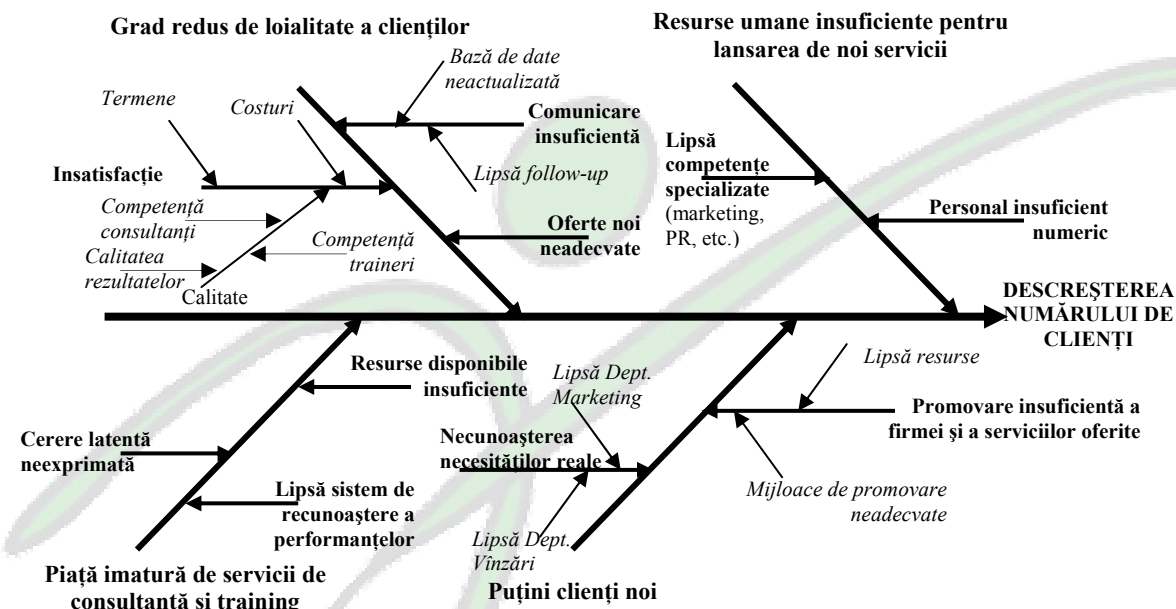 Grad redus de loialitate a clienților
Resurse umane insuficiente pentru
lansarea de noi servicii
Bază de date
neactualizată
Termene
Costuri
Comunicare
insuficientă
Insatisfacție
Lipsă follow-up
Lipsă
competențe
specializate
(marketing,
PR, etc.)
Competență
consultanți
Oferte noi
neadecvate
Personal insuficient
numeric
Competență
traineri
Calitatea
rezultatelor
Calitate
DESCREŞTEREA
NUMĂRULUI DE
CLIENȚI
Resurse disponibile
insuficiente
Lipsă Dept.
Marketing
Lipsă resurse
Cerere latentă
neexprimată
Necunoaşterea
necesităților reale
Promovare insuficientă a
firmei şi a serviciilor oferite
Lipsă sistem de
recunoaştere a
performanțelor
Mijloace de promovare
neadecvate
Lipsă Dept.
Vînzări
Piață imatură de servicii de
consultanță și training
Puțini clienți noi